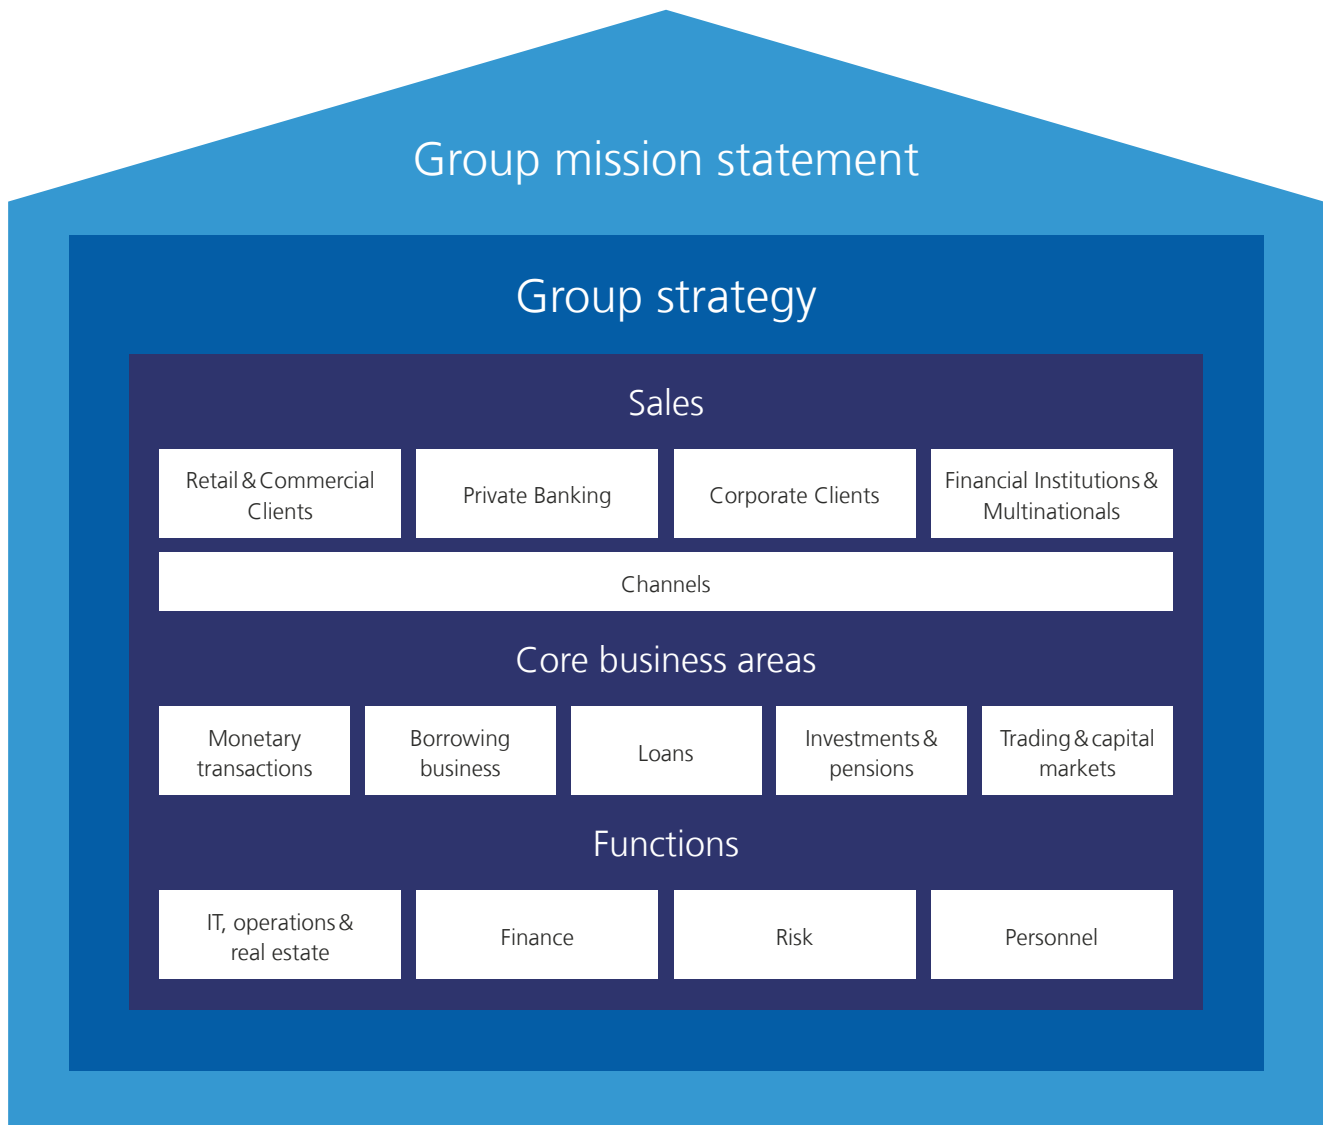 Group mission statement
Group strategy
Sales
Retail & Commercial
Clients
Private Banking
Corporate Clients
Financial Institutions &
Multinationals
Channels
Core business areas
Monetary
transactions
Borrowing
business
Loans
Investments &
pensions
Trading & capital
markets
Functions
IT, operations &
real estate
Finance
Risk
Personnel